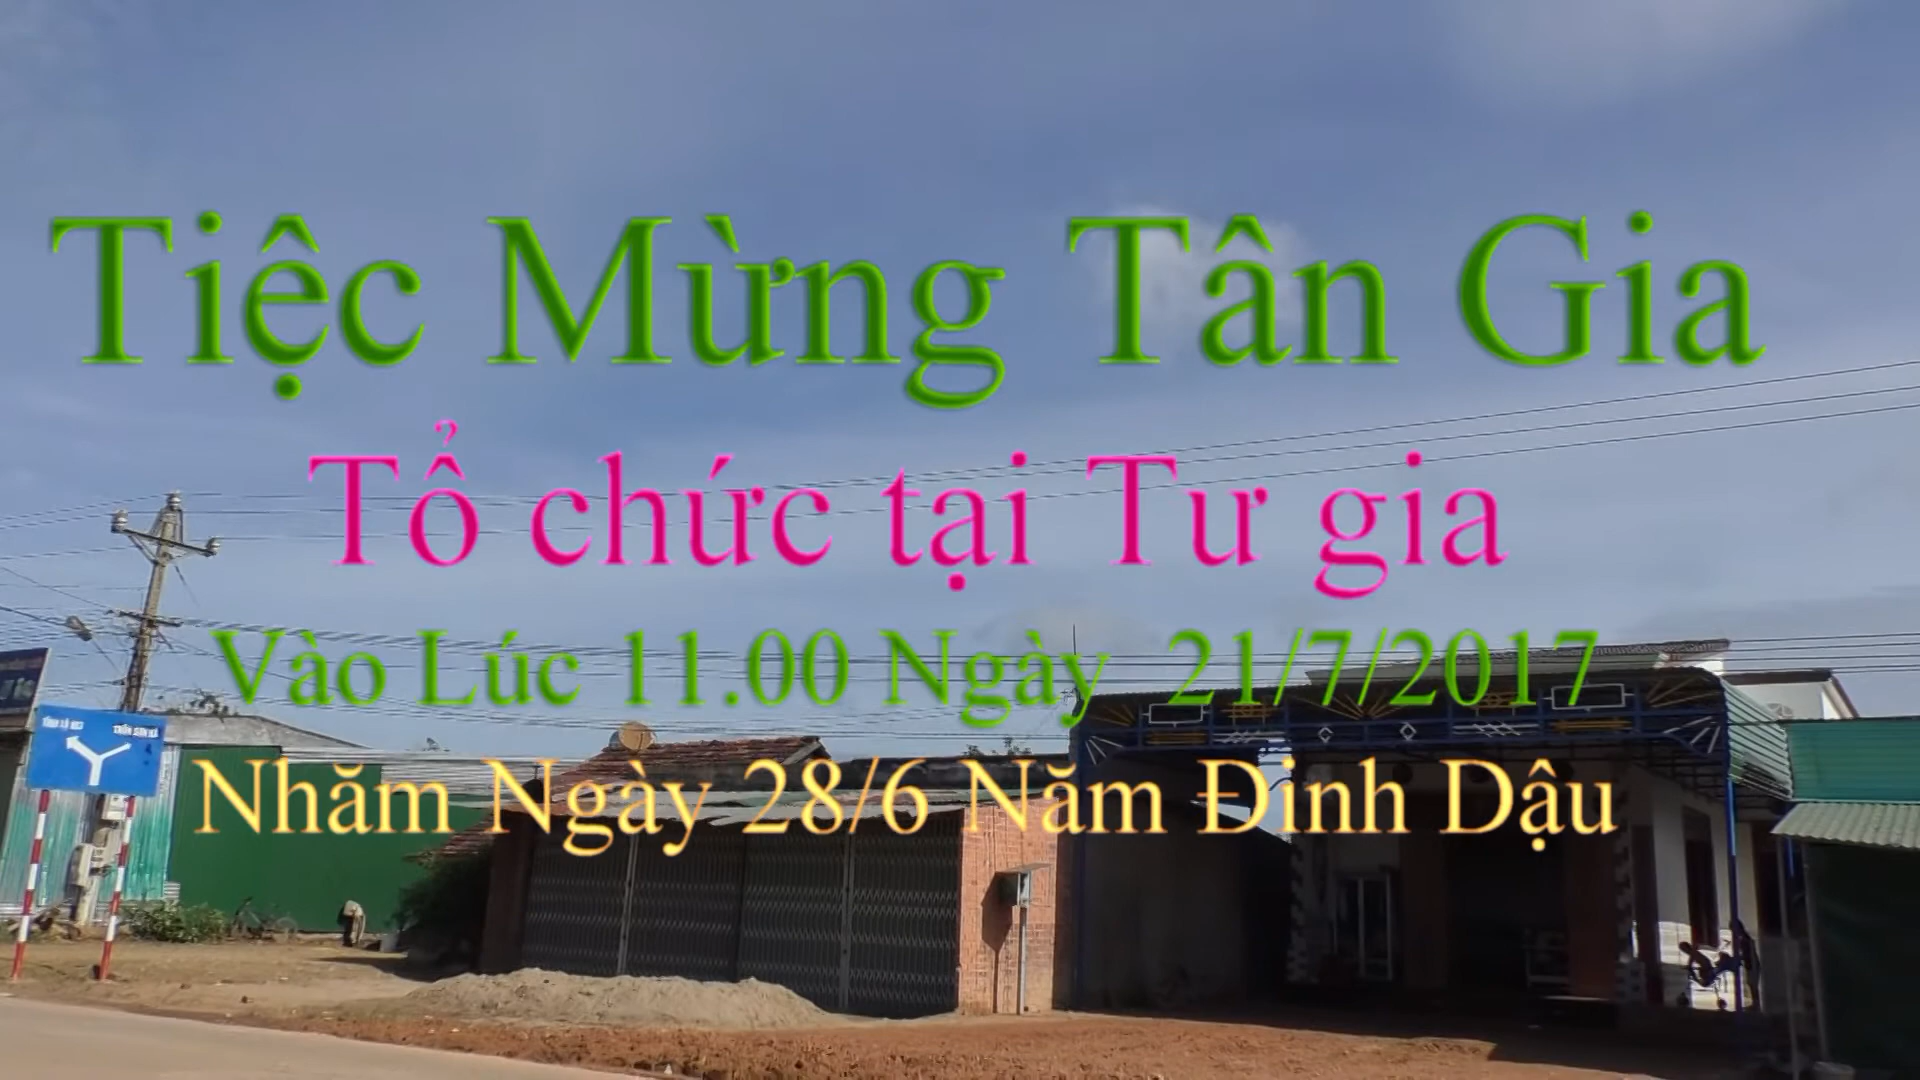 Tiệc Mừng Tân Gia
Tổ chức tại Tư gia
Vào Lúc 11.00 Ngày 21/7/2017
Nhăm Ngày 28/6 Năm Đinh Dậu